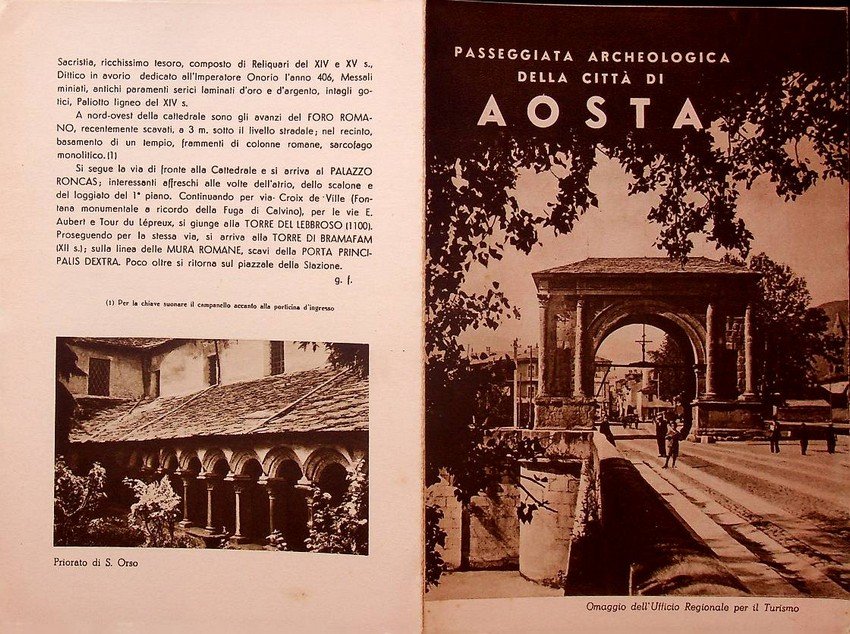 Sacristia, ricchissimo tesoro, composto di Reliquari del XIV e XV s.,
Dittico in avorio dedicato all'Imperatore Onorio l'anno 406, Messali
miniati, antichi paramenti serici laminati d'oro e d'argento, intagli go-
tici, Paliotto ligneo del XIV s.
A nord-ovest della cattedrale sono gli avanzi del FORO ROMA-
NO, recentemente scavati, a 3 m. sotto il livello stradale; nel recinto,
basamento di un tempio, frammenti di colonne romane, sarcofago
monolitico.(1)
Si segue la via di fronte alla Cattedrale e si arriva al PALAZZO
RONCAS; interessanti affreschi alle volte dell'atrio, dello scalone e
del loggiato del 1° piano. Continuando per via Croix de Ville (Fon-
tana monumentale a ricordo della Fuga di Calvino), per le vie E.
Aubert e Tour du Lépreux, si giunge alla TORRE DEL LEBBROSO (1100).
Proseguendo per la stessa via, si arriva alla TORRE DI BRAMAFAM
(XII s.); sulla linea delle MURA ROMANE, scavi della PORTA PRINCI-
PALIS DEXTRA. Poco oltre si ritorna sul piazzale della Stazione.
g. f.
(1) Per la chiave suonare il campanello accanto alla porticina d'ingresso
Priorato di S. Orso
PASSEGGIATA ARCHEOLOGICA
DELLA CITTÀ DI
AOSTA
Omaggio dell'Ufficio Regionale per il Turismo